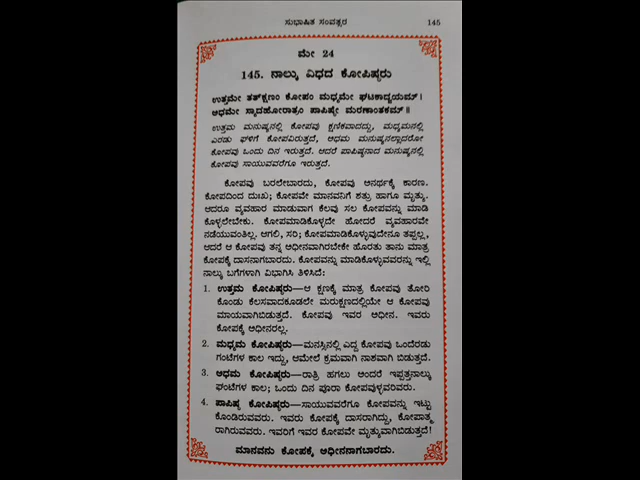 ಸುಭಾಷಿತ ಸಂವತ್ಸರ 145
ಮೇ 24
145. ನಾಲ್ಕು ವಿಧದ ಕೋಪಿಷ್ಠರು
ಉತ್ತಮೇ ತತ್‌ಕ್ಷಣಂ ಕೋಪಂ ಮಧ್ಯಮೇ ಘಟಿಕಾದ್ವಯಮ್ ।
ಆಧಮೇ ಸ್ಯಾದಹೋರಾತ್ರಂ ಪಾಪಿಷ್ಠೇ ಮರಣಾಂತಕಮ್ ॥
ಉತ್ತಮ ಮನುಷ್ಯನಲ್ಲಿ ಕೋಪವು ಕ್ಷಣಿಕವಾದದ್ದು, ಮಧ್ಯಮನಲ್ಲಿ
ಎರಡು ಘಳಿಗೆ ಕೋಪವಿರುತ್ತದೆ, ಅಧಮ ಮನುಷ್ಯನಲ್ಲಾದರೋ
ಕೋಪವು ಒಂದು ದಿನ ಇರುತ್ತದೆ. ಆದರೆ ಪಾಪಿಷ್ಠನಾದ ಮನುಷ್ಯನಲ್ಲಿ
ಕೋಪವು ಸಾಯುವವರೆಗೂ ಇರುತ್ತದೆ.
ಕೋಪವು ಬರಲೇಬಾರದು, ಕೋಪವು ಅನರ್ಥಕ್ಕೆ ಕಾರಣ.
ಕೋಪದಿಂದ ದುಃಖ; ಕೋಪವೇ ಮಾನವನಿಗೆ ಶತ್ರು ಹಾಗೂ ಮೃತ್ಯು.
ಆದರೂ ವ್ಯವಹಾರ ಮಾಡುವಾಗ ಕೆಲವು ಸಲ ಕೋಪವನ್ನು ಮಾಡಿ
ಕೊಳ್ಳಲೇಬೇಕು. ಕೋಪಮಾಡಿಕೊಳ್ಳದೇ ಹೋದರೆ ವ್ಯವಹಾರವೇ
ನಡೆಯುವಂತಿಲ್ಲ. ಆಗಲಿ, ಸರಿ; ಕೋಪಮಾಡಿಕೊಳ್ಳುವುದೇನೂ ತಪ್ಪಲ್ಲ,
ಆದರೆ ಆ ಕೋಪವು ತನ್ನ ಅಧೀನವಾಗಿರಬೇಕೇ ಹೊರತು ತಾನು ಮಾತ್ರ
ಕೋಪಕ್ಕೆ ದಾಸನಾಗಬಾರದು. ಕೋಪವನ್ನು ಮಾಡಿಕೊಳ್ಳುವವರನ್ನು ಇಲ್ಲಿ
ನಾಲ್ಕು ಬಗೆಗಳಾಗಿ ವಿಭಾಗಿಸಿ ತಿಳಿಸಿದೆ:
1. ಉತ್ತಮ ಕೋಪಿಷ್ಠರು—ಆ ಕ್ಷಣಕ್ಕೆ ಮಾತ್ರ ಕೋಪವು ತೋರಿ
ಕೊಂಡು ಕೆಲಸವಾದಕೂಡಲೇ ಮರುಕ್ಷಣದಲ್ಲಿಯೇ ಆ ಕೋಪವು
ಮಾಯವಾಗಿಬಿಡುತ್ತದೆ. ಕೋಪವು ಇವರ ಅಧೀನ. ಇವರು
ಕೋಪಕ್ಕೆ ಅಧೀನರಲ್ಲ.
2. ಮಧ್ಯಮ ಕೋಪಿಷ್ಠರು—ಮನಸ್ಸಿನಲ್ಲಿ ಎದ್ದ ಕೋಪವು ಒಂದೆರಡು
ಗಂಟೆಗಳ ಕಾಲ ಇದ್ದು, ಆಮೇಲೆ ಕ್ರಮವಾಗಿ ನಾಶವಾಗಿ ಬಿಡುತ್ತದೆ.
3. ಆಧಮ ಕೋಪಿಷ್ಠರು—ರಾತ್ರಿ ಹಗಲು ಅಂದರೆ ಇಪ್ಪತ್ತನಾಲ್ಕು
ಘಂಟೆಗಳ ಕಾಲ; ಒಂದು ದಿನ ಪೂರಾ ಕೋಪವುಳ್ಳವರಿವರು.
4. ಪಾಪಿಷ್ಠ ಕೋಪಿಷ್ಠರು—ಸಾಯುವವರೆಗೂ ಕೋಪವನ್ನು ಇಟ್ಟು
ಕೊಂಡಿರುವವರು. ಇವರು ಕೋಪಕ್ಕೆ ದಾಸರಾಗಿದ್ದು, ಕೋಪಾತ್ಮ
ರಾಗಿರುವವರು. ಇವರಿಗೆ ಇವರ ಕೋಪವೇ ಮೃತ್ಯುವಾಗಿಬಿಡುತ್ತದೆ!
ಮಾನವನು ಕೋಪಕ್ಕೆ ಆಧೀನನಾಗಬಾರದು.